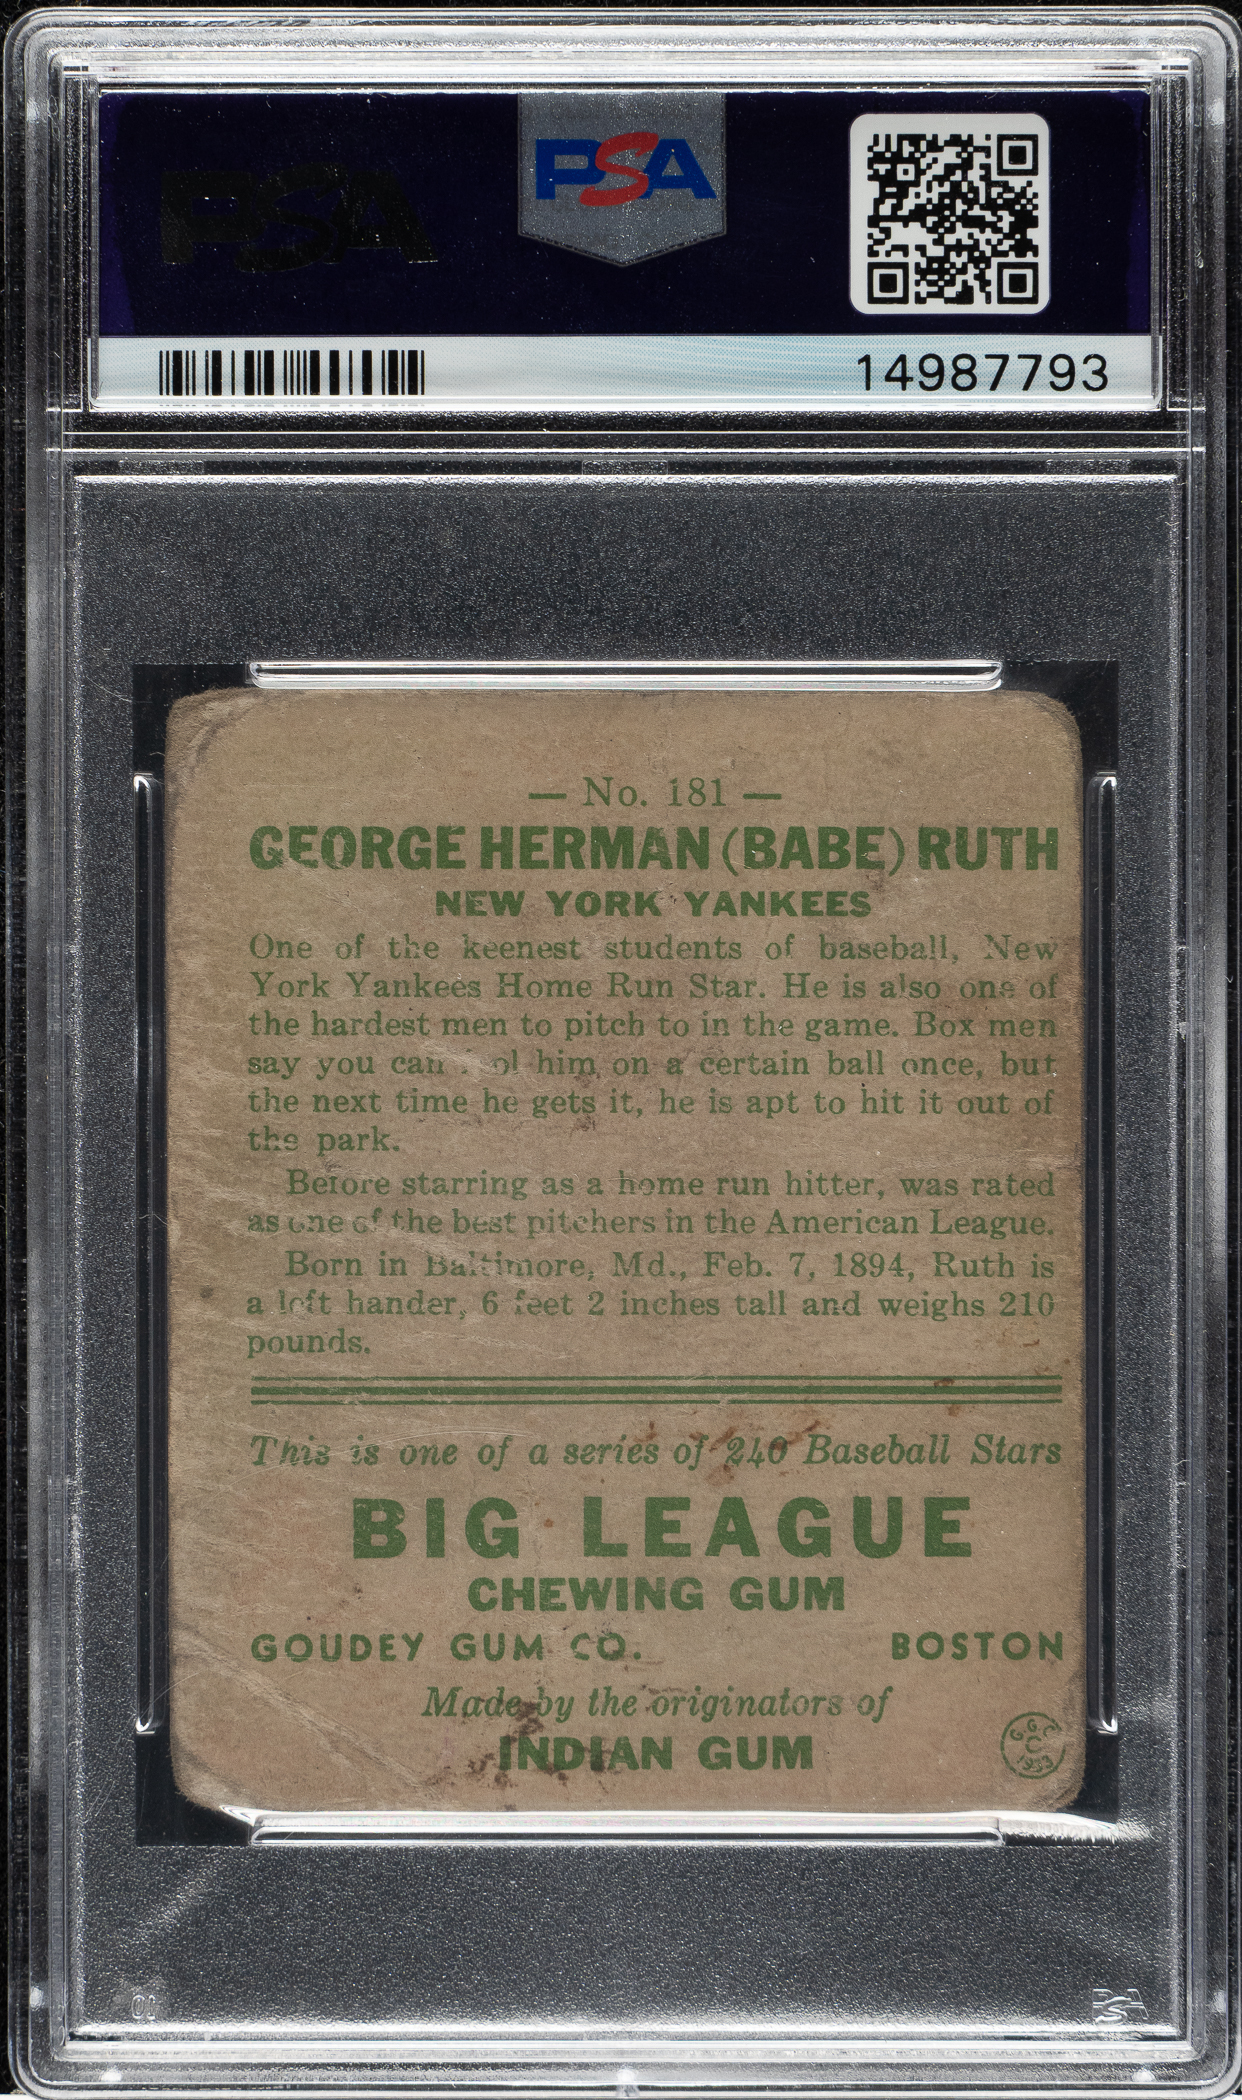 PSA
PSA
14987793
— No. 181 —
GEORGE HERMAN (BABE) RUTH
NEW YORK YANKEES
One of the keenest students of baseball, New
York Yankees Home Run Star. He is also one of
the hardest men to pitch to in the game. Box men
say you can him on a certain ball once, but
the next time he gets it, he is apt to hit it out of
the park.
Before starring as a home run hitter, was rated
as one of the best pitchers in the American League.
Born in Baltimore, Md., Feb. 7, 1894, Ruth is
a left hander, 6 feet 2 inches tall and weighs 210
pounds.
This is one of a series of 240 Baseball Stars
BIG LEAGUE
CHEWING GUM
GOUDEY GUM CO. BOSTON
Made by the originators of
INDIAN GUM
G.G.C.
C
1933
PSA